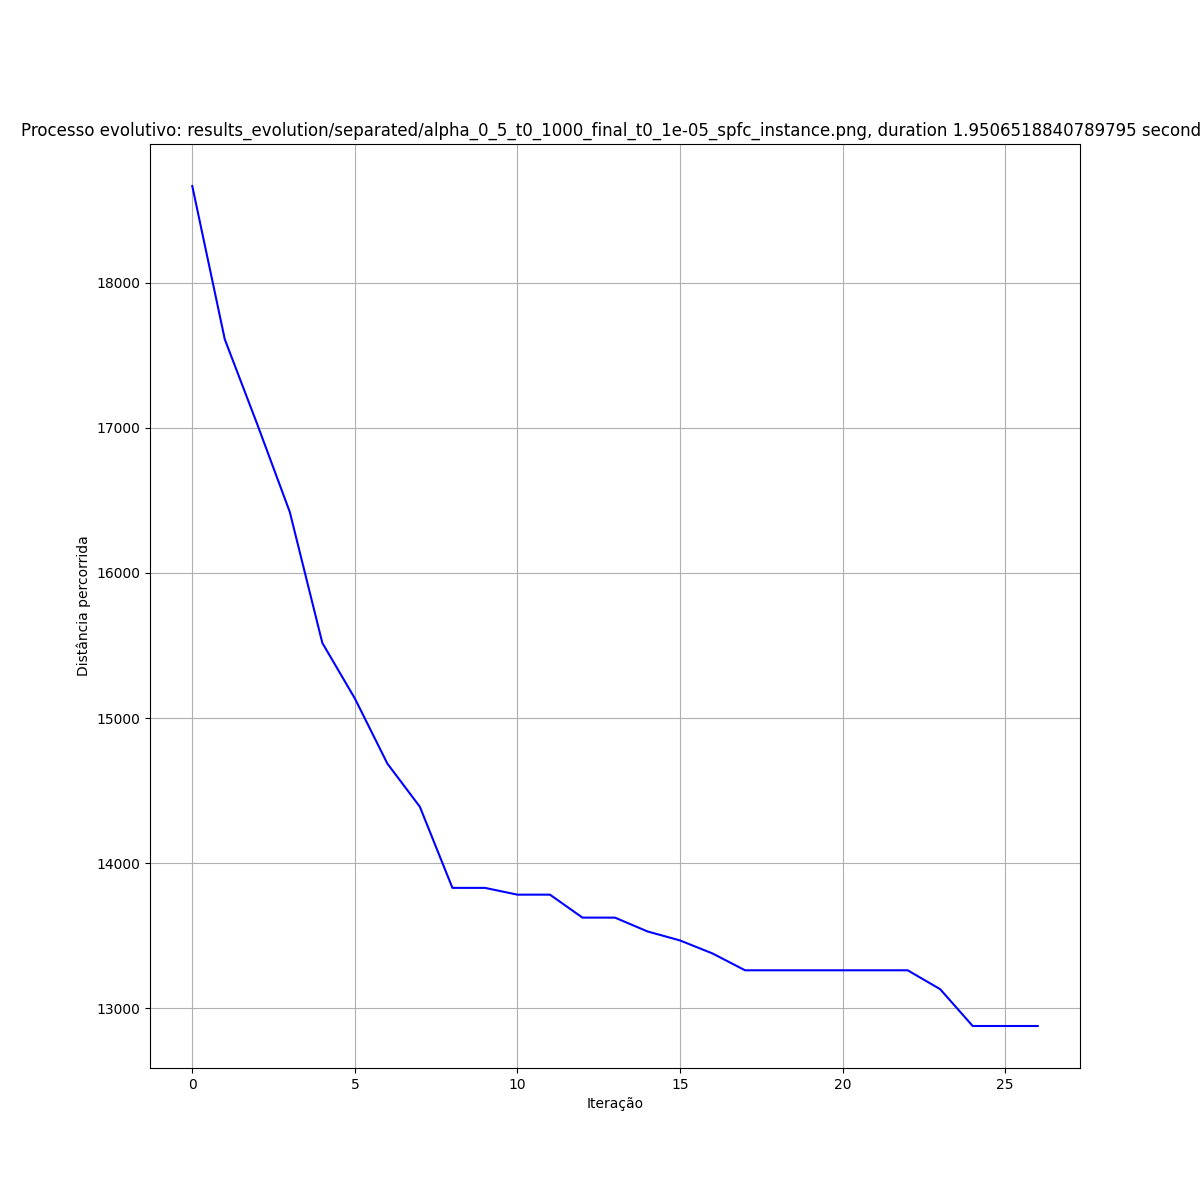 Processo evolutivo: results_evolution/separated/alpha_0_5_t0_1000_final_t0_1e-05_spfc_instance.png, duration 1.9506518840789795 second
18000
17000
16000
15000
14000
13000
Distância percorrida
0 5 10 15 20 25
Iteração